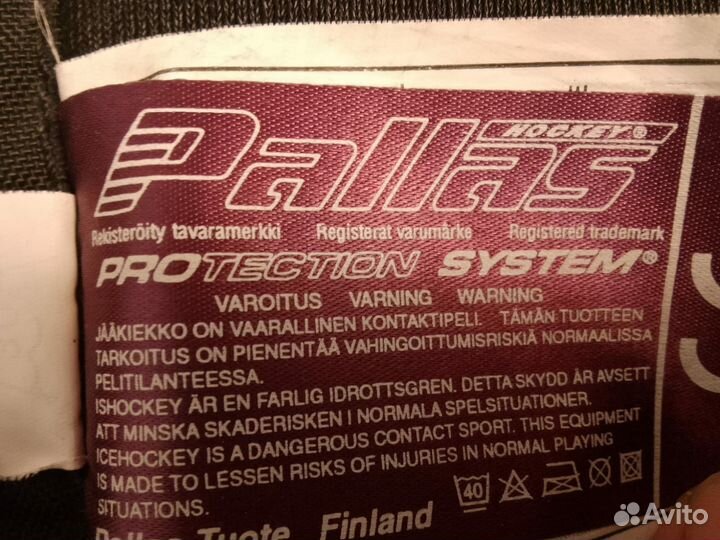 HOCKEY®
Pallas
Rekisteröity tavaramerkki Registerat varumärke Registered trademark
PROTECTION SYSTEM®
VAROITUS VARNING WARNING
JÄÄKIEKKO ON VAARALLINEN KONTAKTIPELI. TÄMÄN TUOTTEEN
TARKOITUS ON PIENENTÄÄ VAHINGOITTUMISRISKIÄ NORMAALISSA
PELITILANTEESSA.
ISHOCKEY ÄR EN FARLIG IDROTTSGREN. DETTA SKYDD ÄR AVSETT
ATT MINSKA SKADERISKEN I NORMALA SPELSITUATIONER.
ICEHOCKEY IS A DANGEROUS CONTACT SPORT. THIS EQUIPMENT
IS MADE TO LESSEN RISKS OF INJURIES IN NORMAL PLAYING
SITUATIONS.
40
Pallas Tuote, Finland
Avito